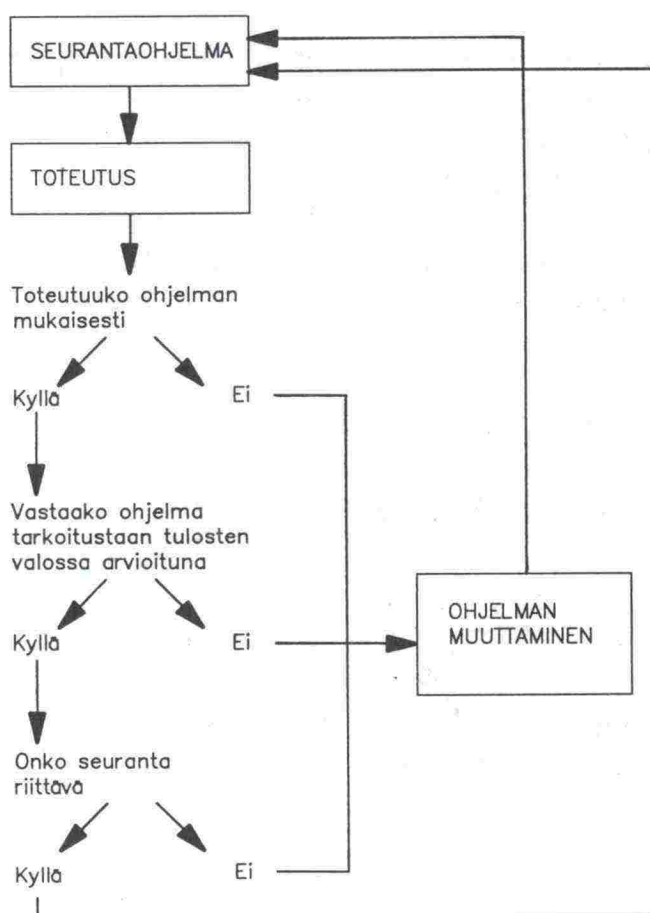 SEURANTAOHJELMA
TOTEUTUS
Toteutuuko ohjelman
mukaisesti
Kyllä
Ei
Vastaako ohjelma
tarkoitustaan tulosten
valossa arvioituna
Kyllä
Ei
OHJELMAN
MUUTTAMINEN
Onko seuranta
riittävä
Kyllä
Ei